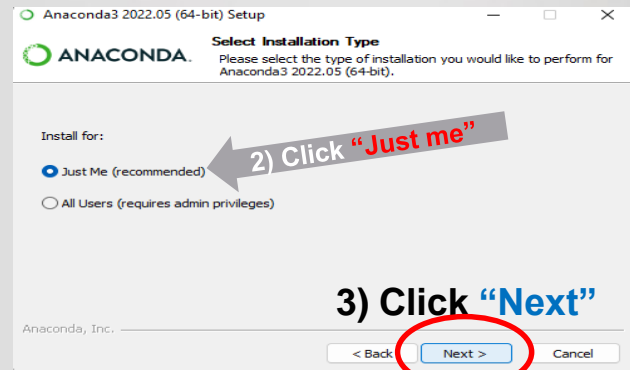 Anaconda3 2022.05 (64-bit) Setup
ANACONDA.
Select Installation Type
Please select the type of installation you would like to perform for
Anaconda3 2022.05 (64-bit).
Install for:
2) Click “Just me”
Just Me (recommended)
All Users (requires admin privileges)
3) Click “Next”
Anaconda, Inc.
< Back
Next >
Cancel